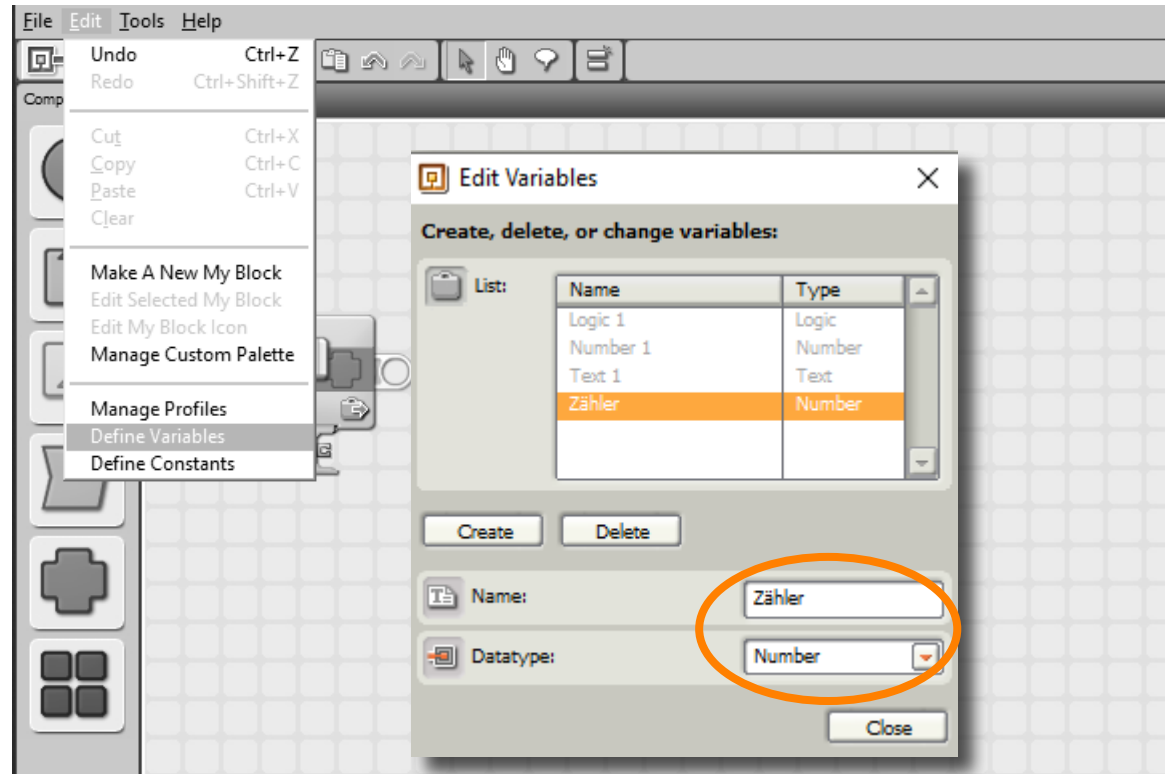 File Edit Tools Help
Undo Ctrl+Z
Redo Ctrl+Shift+Z
Comp
Cut Ctrl+X
Copy Ctrl+C
Paste Ctrl+V
Clear
Make A New My Block
Edit Selected My Block
Edit My Block Icon
Manage Custom Palette
Manage Profiles
Define Variables
Define Constants
C
Edit Variables
Create, delete, or change variables:
List:
Name Type
Logic 1 Logic
Number 1 Number
Text 1 Text
Zähler Number
Create Delete
Name: Zähler
Datatype: Number
Close